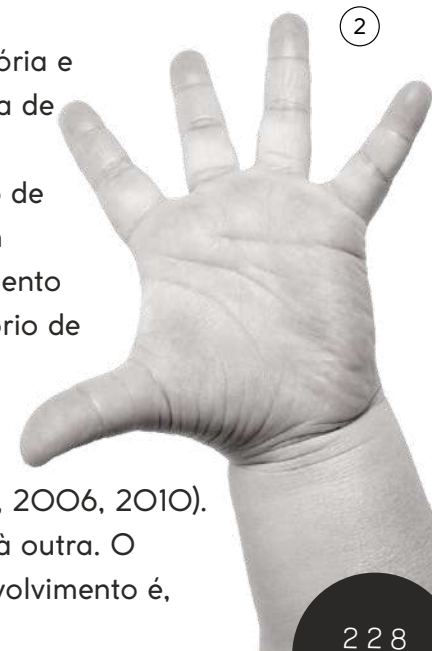 2
ória e
a de
de
ento
rio de
, 2006, 2010).
à outra. O
volvimento é,
228